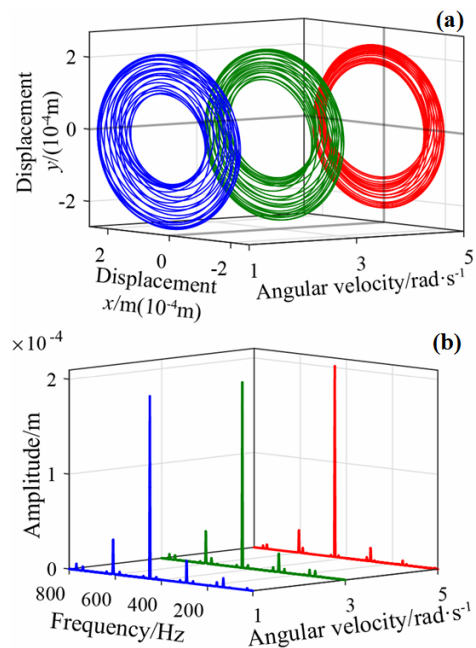 (a)
Displacement
y/(10⁻⁴m)
2
0
-2
2
0
-2
Displacement
x/m(10⁻⁴m)
1
3
5
Angular velocity/rad·s⁻¹
(b)
×10⁻⁴
Amplitude/m
2
1
0
800
600
400
200
Frequency/Hz
1
3
5
Angular velocity/rad·s⁻¹